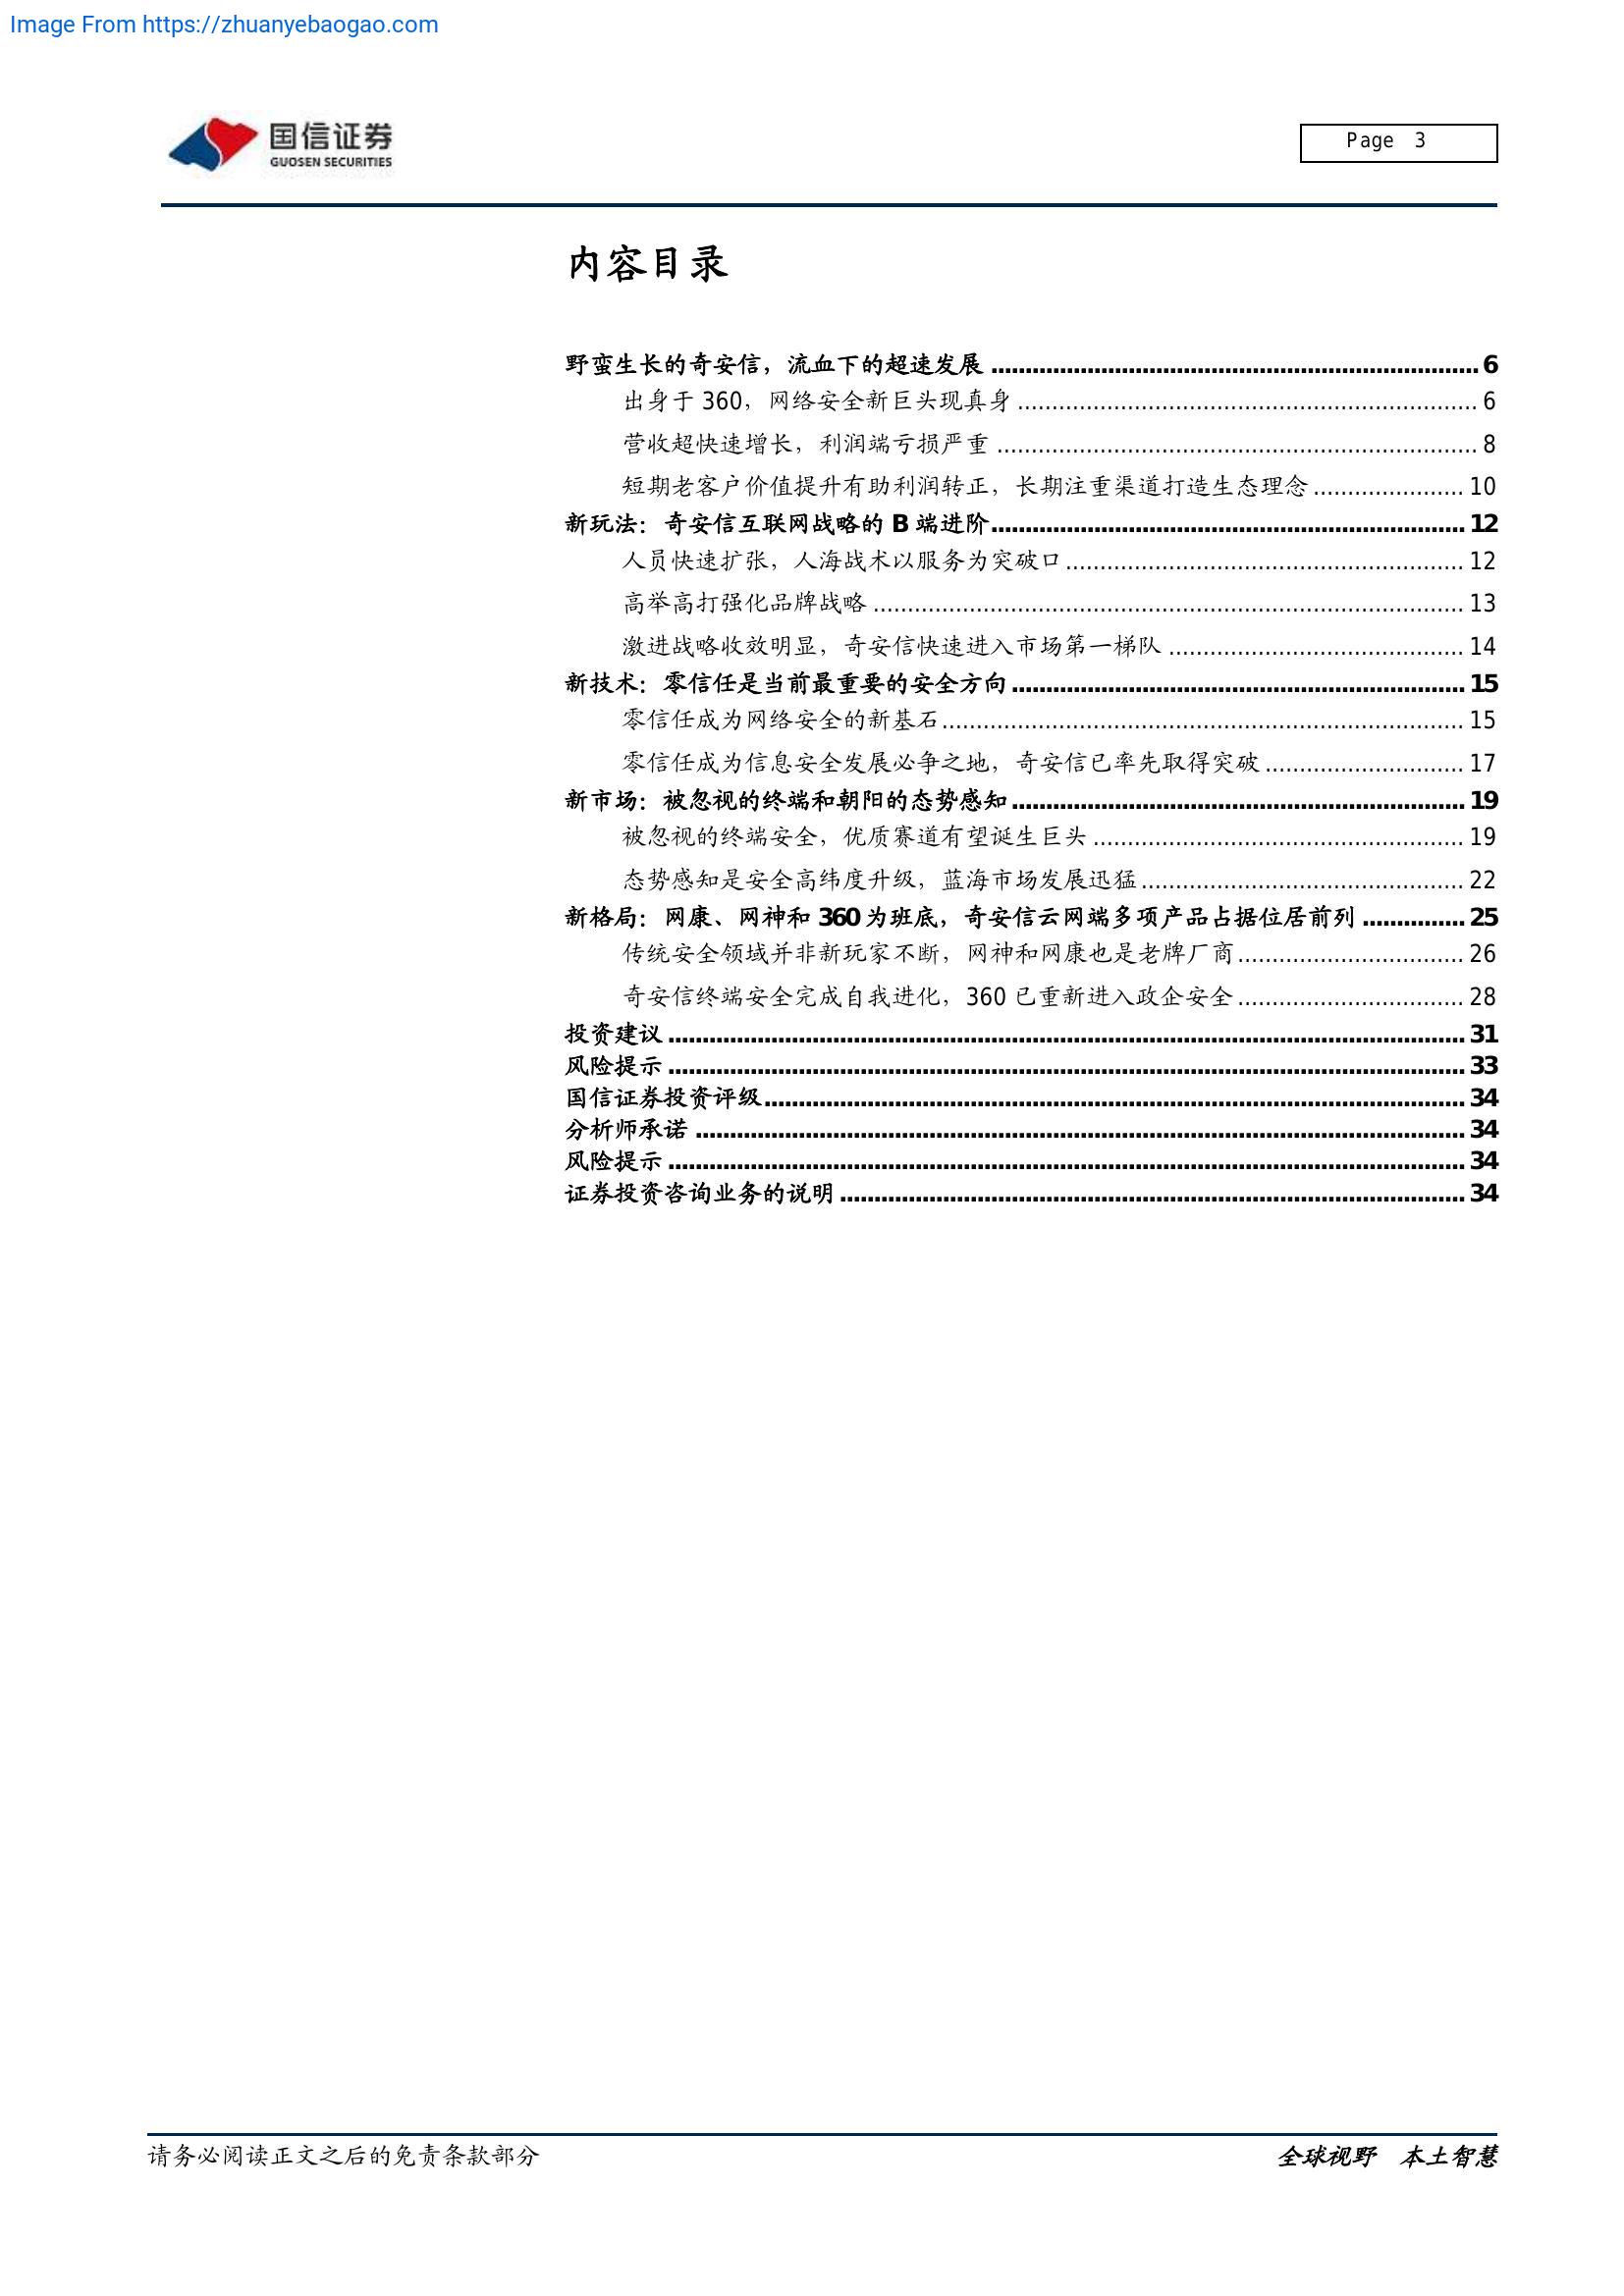 Image From https://zhuanyebaogao.com
国信证券
GUOSEN SECURITIES
Page 3
内容目录
野蛮生长的奇安信，流血下的超速发展 ........................................................................ 6
出身于 360，网络安全新巨头现真身 ................................................................... 6
营收超快速增长，利润端亏损严重 ...................................................................... 8
短期老客户价值提升有助利润转正，长期注重渠道打造生态理念 ...................... 10
新玩法：奇安信互联网战略的 B 端进阶...................................................................... 12
人员快速扩张，人海战术以服务为突破口 .......................................................... 12
高举高打强化品牌战略 ...................................................................................... 13
激进战略收效明显，奇安信快速进入市场第一梯队 ........................................... 14
新技术：零信任是当前最重要的安全方向 ................................................................... 15
零信任成为网络安全的新基石............................................................................ 15
零信任成为信息安全发展必争之地，奇安信已率先取得突破 ............................. 17
新市场：被忽视的终端和朝阳的态势感知 ................................................................... 19
被忽视的终端安全，优质赛道有望诞生巨头 ...................................................... 19
态势感知是安全高纬度升级，蓝海市场发展迅猛 ............................................... 22
新格局：网康、网神和 360 为班底，奇安信云网端多项产品占据位居前列 ............... 25
传统安全领域并非新玩家不断，网神和网康也是老牌厂商 ................................. 26
奇安信终端安全完成自我进化，360 已重新进入政企安全 ................................. 28
投资建议 ..................................................................................................................... 31
风险提示 ..................................................................................................................... 33
国信证券投资评级....................................................................................................... 34
分析师承诺 ................................................................................................................. 34
风险提示 ..................................................................................................................... 34
证券投资咨询业务的说明 ............................................................................................ 34
请务必阅读正文之后的免责条款部分
全球视野 本土智慧